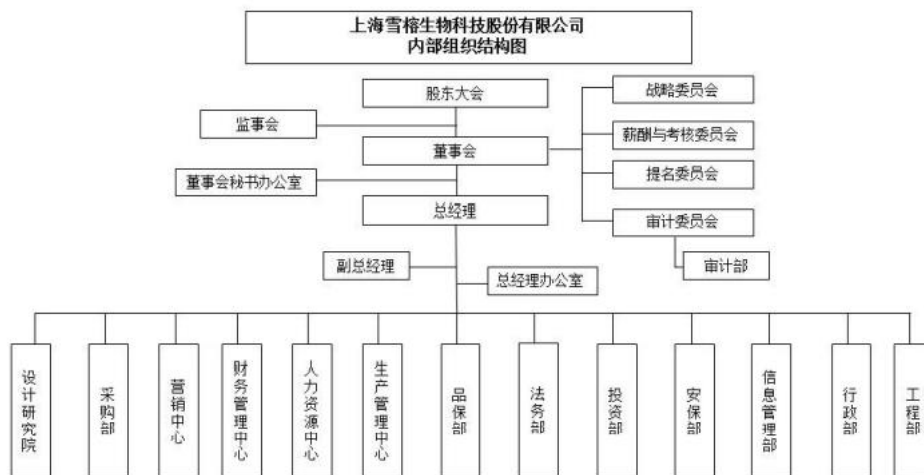 上海雪榕生物科技股份有限公司
内部组织结构图
股东大会
战略委员会
监事会
薪酬与考核委员会
董事会
提名委员会
董事会秘书办公室
总经理
审计委员会
副总经理
审计部
总经理办公室
设计研究院
采购部
营销中心
财务管理中心
人力资源中心
生产管理中心
品保部
法务部
投资部
安保部
信息管理部
行政部
工程部